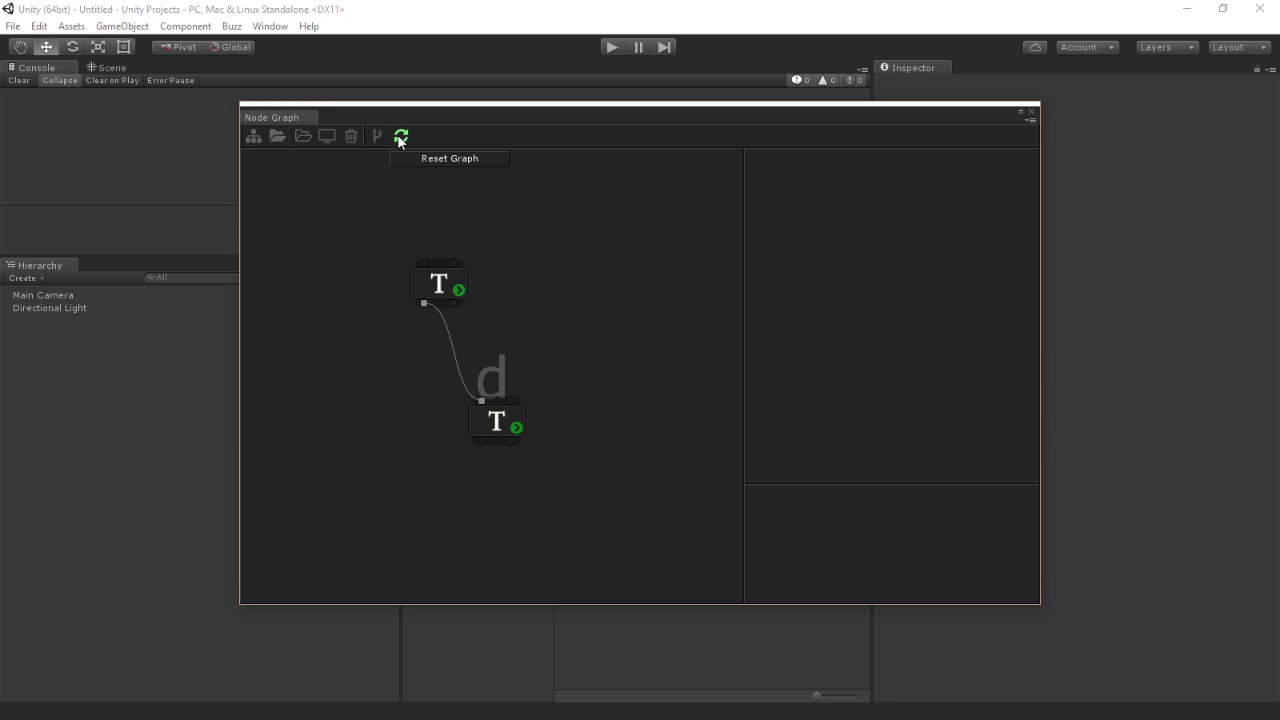 Unity (64bit) - Untitled - Unity Projects - PC, Mac & Linux Standalone <DX11>
File Edit Assets GameObject Component Buzz Window Help
Pivot Global Account Layers Layout
Console Scene Inspector
Clear Collapse Clear on Play Error Pause 0 0 0
Node Graph
Reset Graph
Hierarchy
Create All
Main Camera
Directional Light
T
d
T